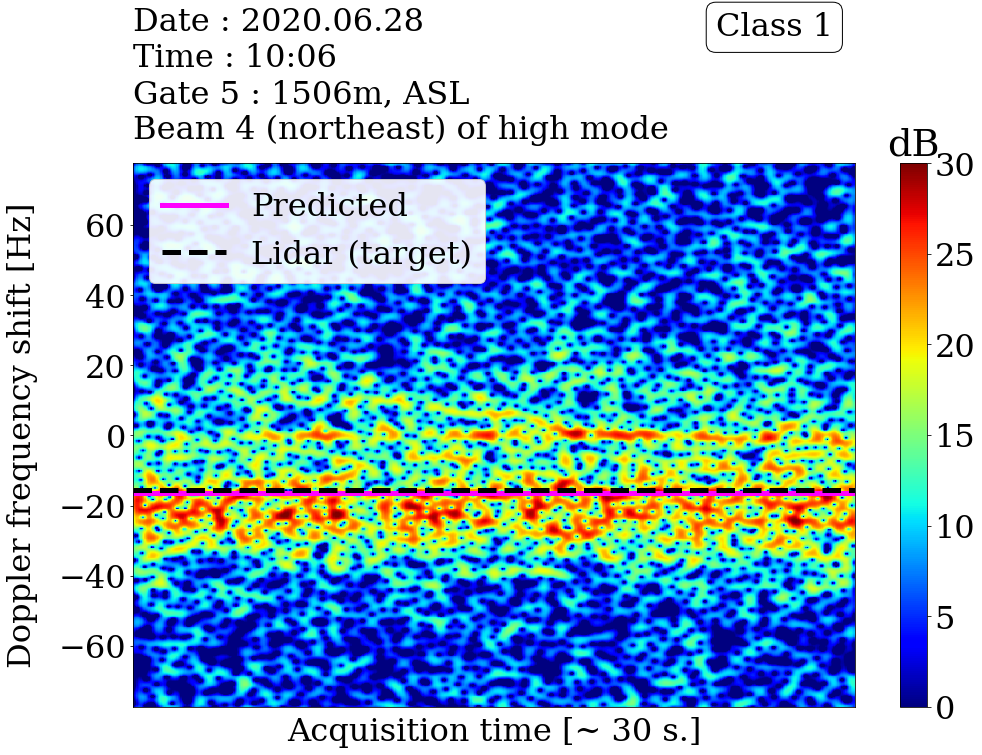 Date : 2020.06.28
Time : 10:06
Gate 5 : 1506m, ASL
Beam 4 (northeast) of high mode
Class 1
dB
Predicted
Lidar (target)
Doppler frequency shift [Hz]
60
40
20
0
−20
−40
−60
Acquisition time [~ 30 s.]
30
25
20
15
10
5
0